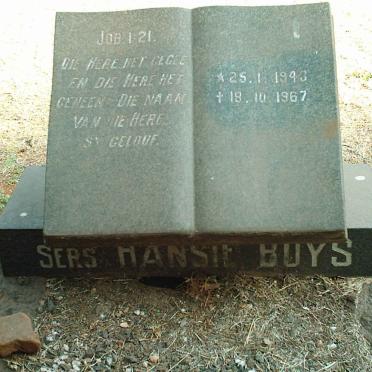 JOB. 1-21.
DIE HERE HET GEGEE
EN DIE HERE HET
GENEEM: DIE NAAM
VAN DIE HERE
SY GELOOF.
* 25. 1. 1943
† 19. 10. 1967
SERS HANSIE BUYS